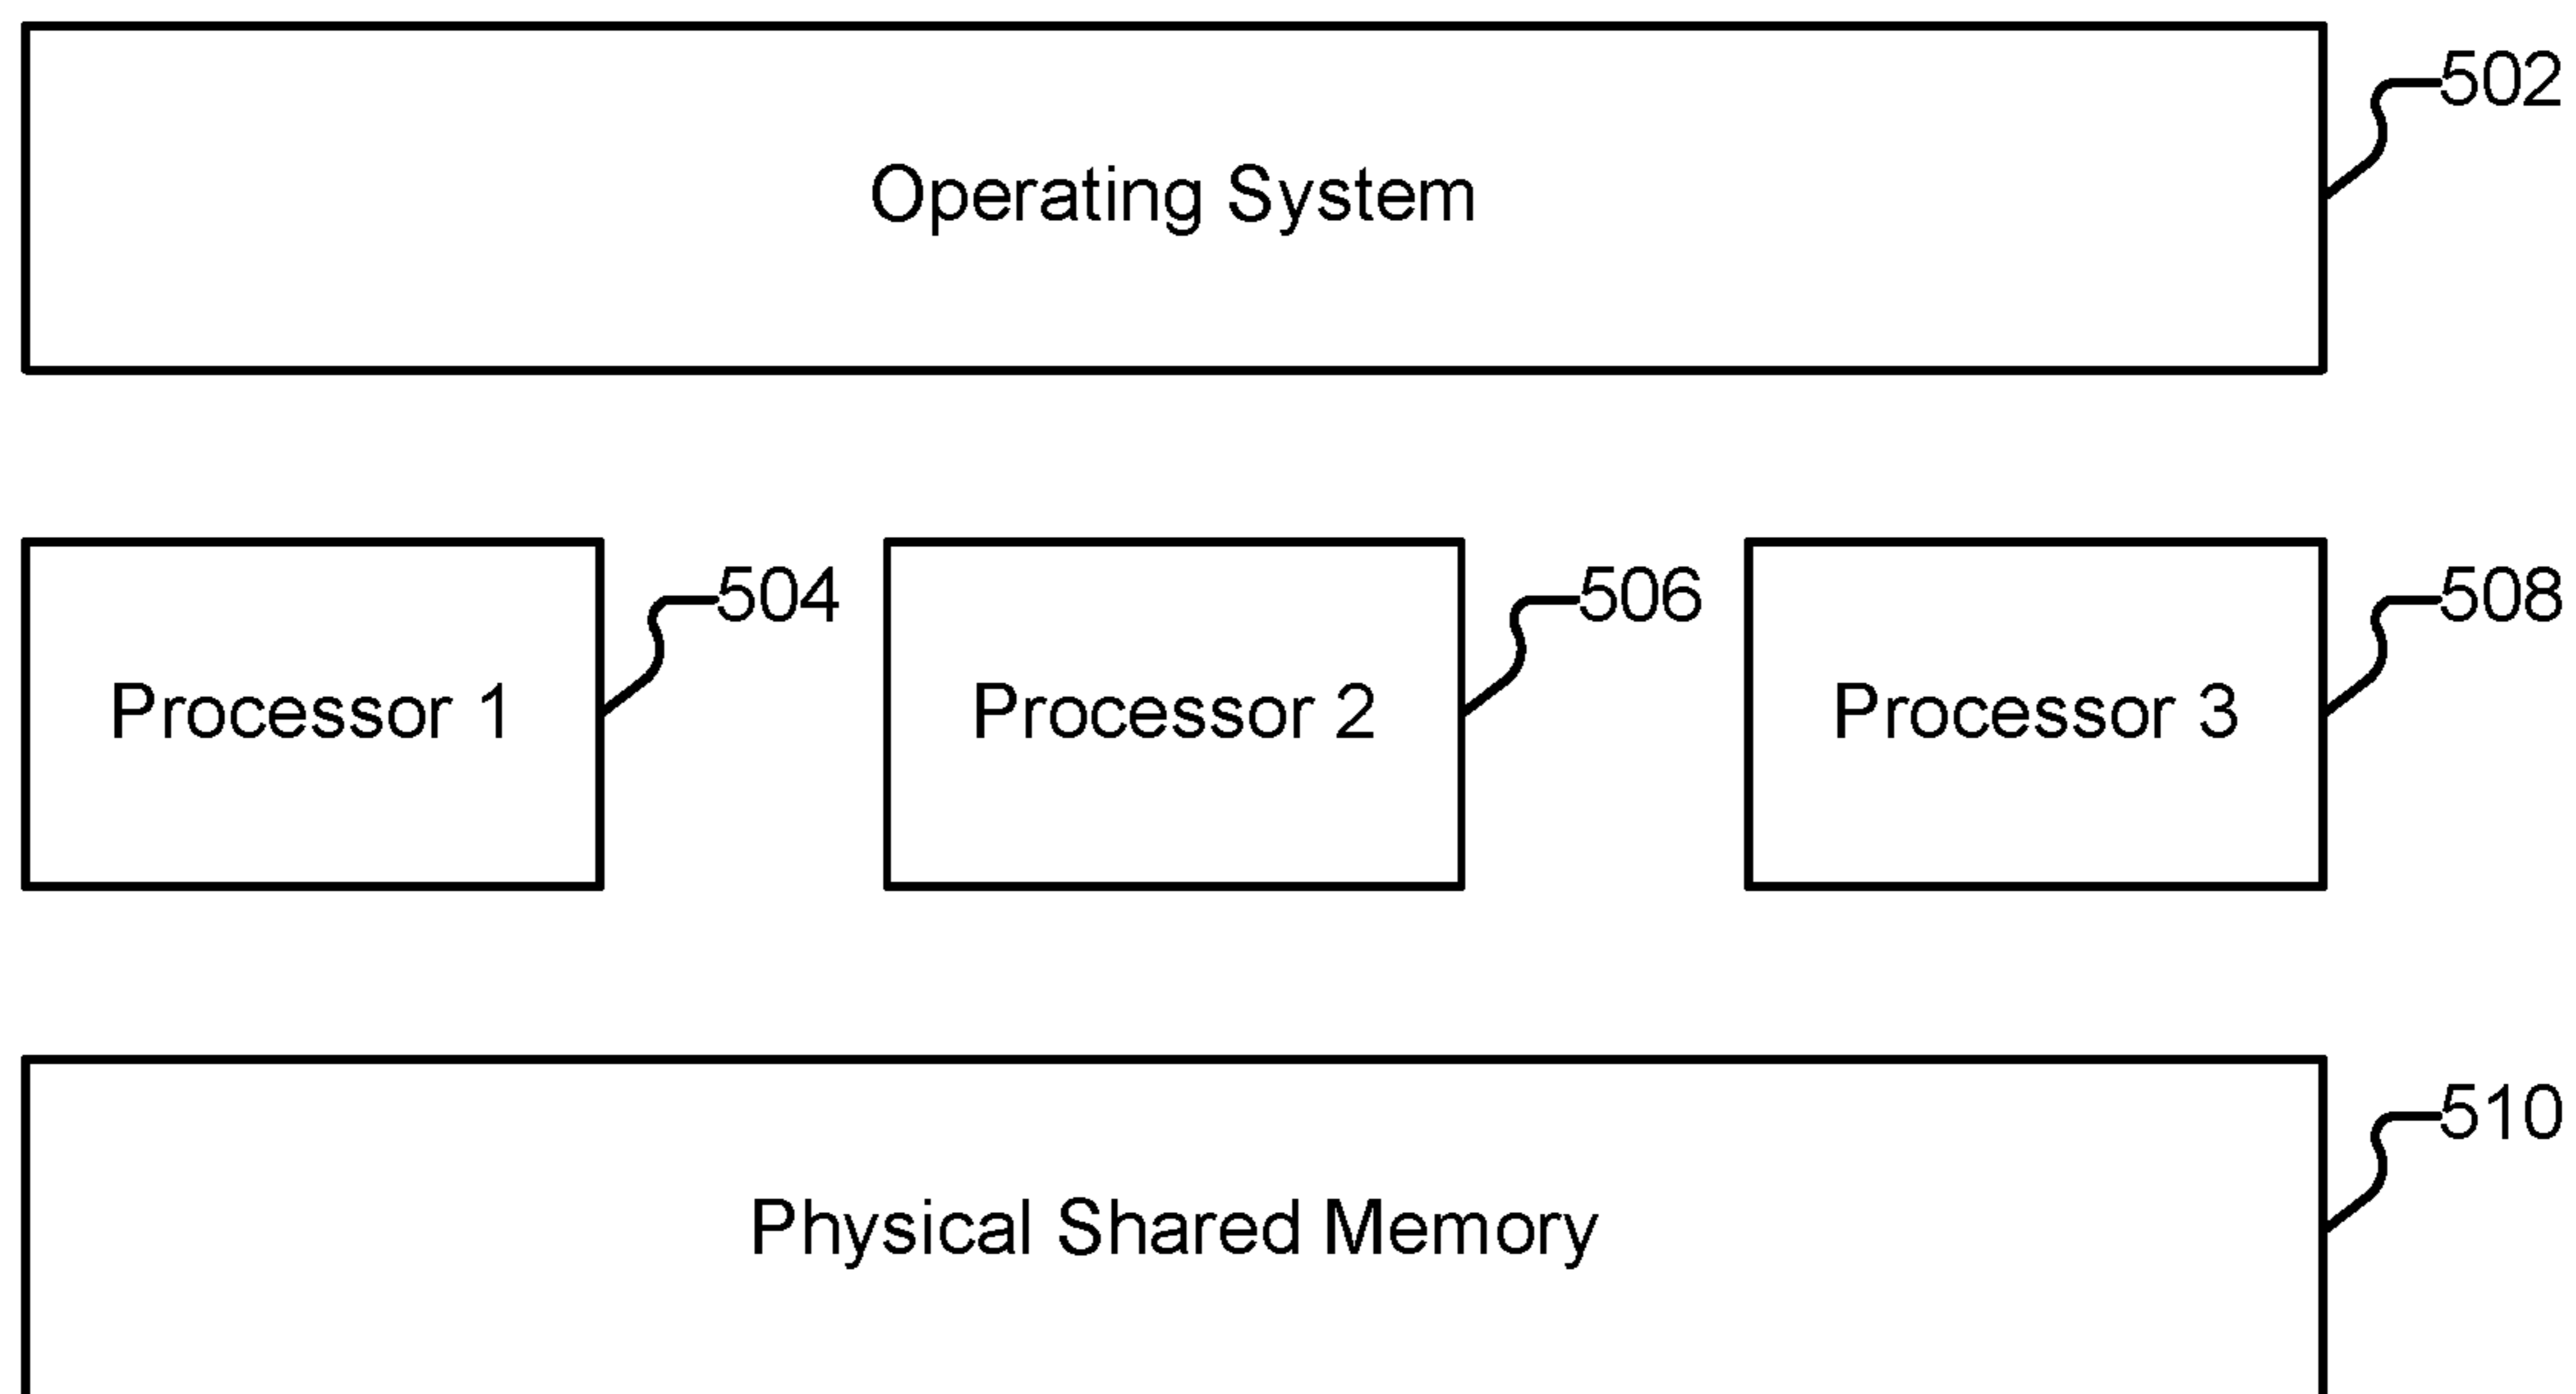 502
Operating System
504
506
508
Processor 1
Processor 2
Processor 3
510
Physical Shared Memory